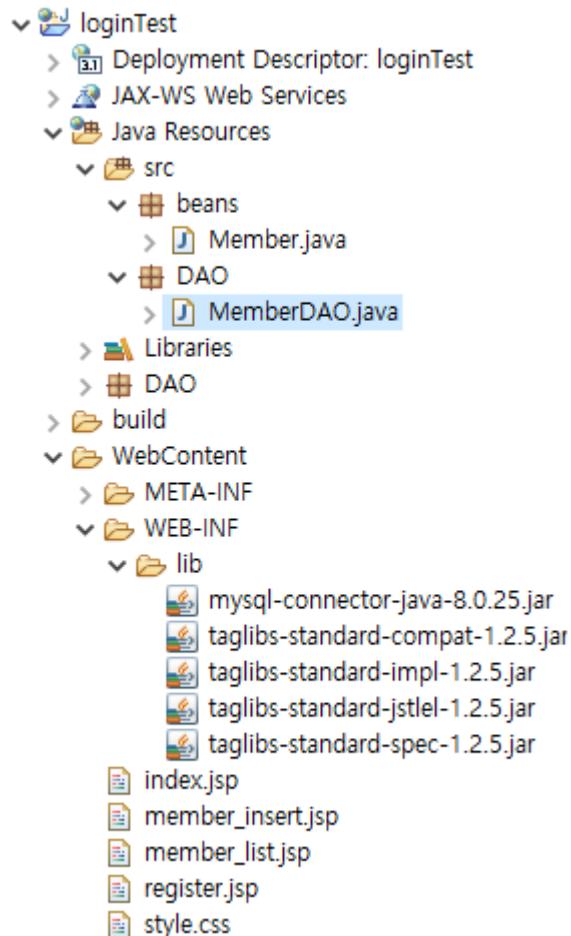 loginTest
3.1 Deployment Descriptor: loginTest
JAX-WS Web Services
Java Resources
src
beans
J Member.java
DAO
J MemberDAO.java
Libraries
DAO
build
WebContent
META-INF
WEB-INF
lib
mysql-connector-java-8.0.25.jar
taglibs-standard-compat-1.2.5.jar
taglibs-standard-impl-1.2.5.jar
taglibs-standard-jstlel-1.2.5.jar
taglibs-standard-spec-1.2.5.jar
index.jsp
member_insert.jsp
member_list.jsp
register.jsp
style.css